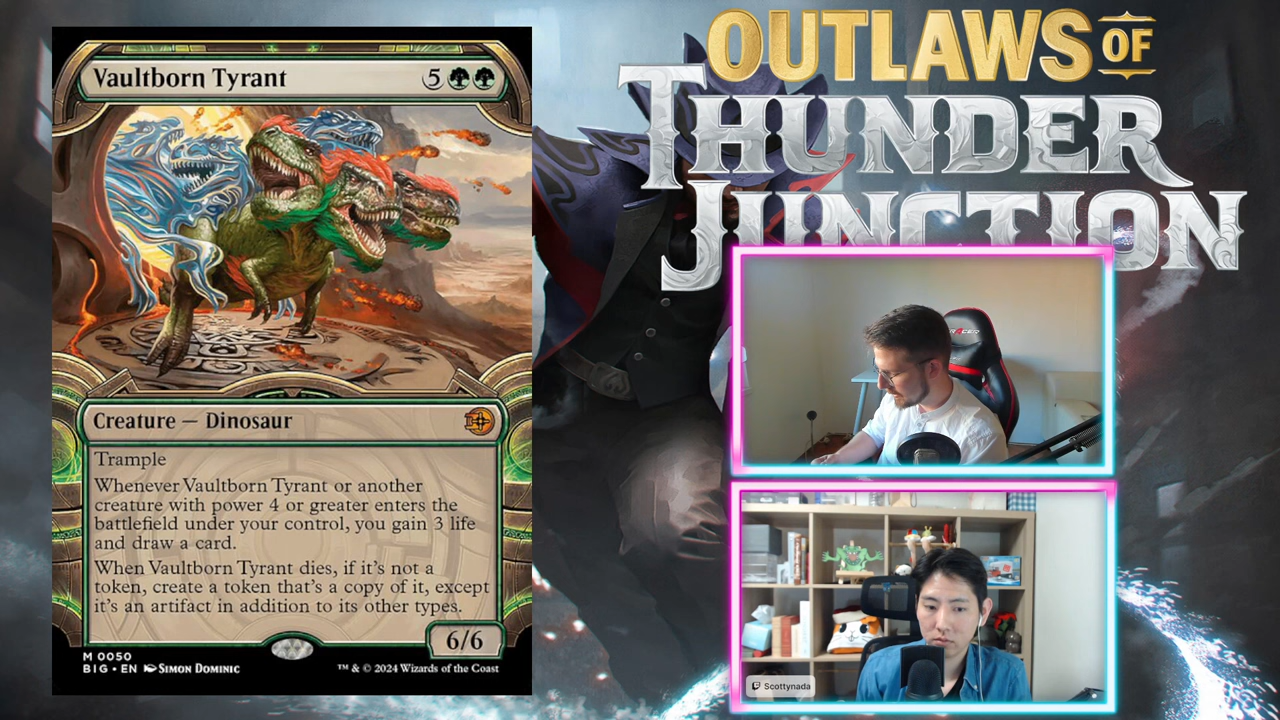 Vaultborn Tyrant 5
Creature — Dinosaur
Trample
Whenever Vaultborn Tyrant or another
creature with power 4 or greater enters the
battlefield under your control, you gain 3 life
and draw a card.
When Vaultborn Tyrant dies, if it's not a
token, create a token that's a copy of it, except
it's an artifact in addition to its other types.
6/6
M 0050
BIG • EN SIMON DOMINIC
™ & © 2024 Wizards of the Coast
OUTLAWS OF
THUNDER
JUNCTION
RACER
Scottynada